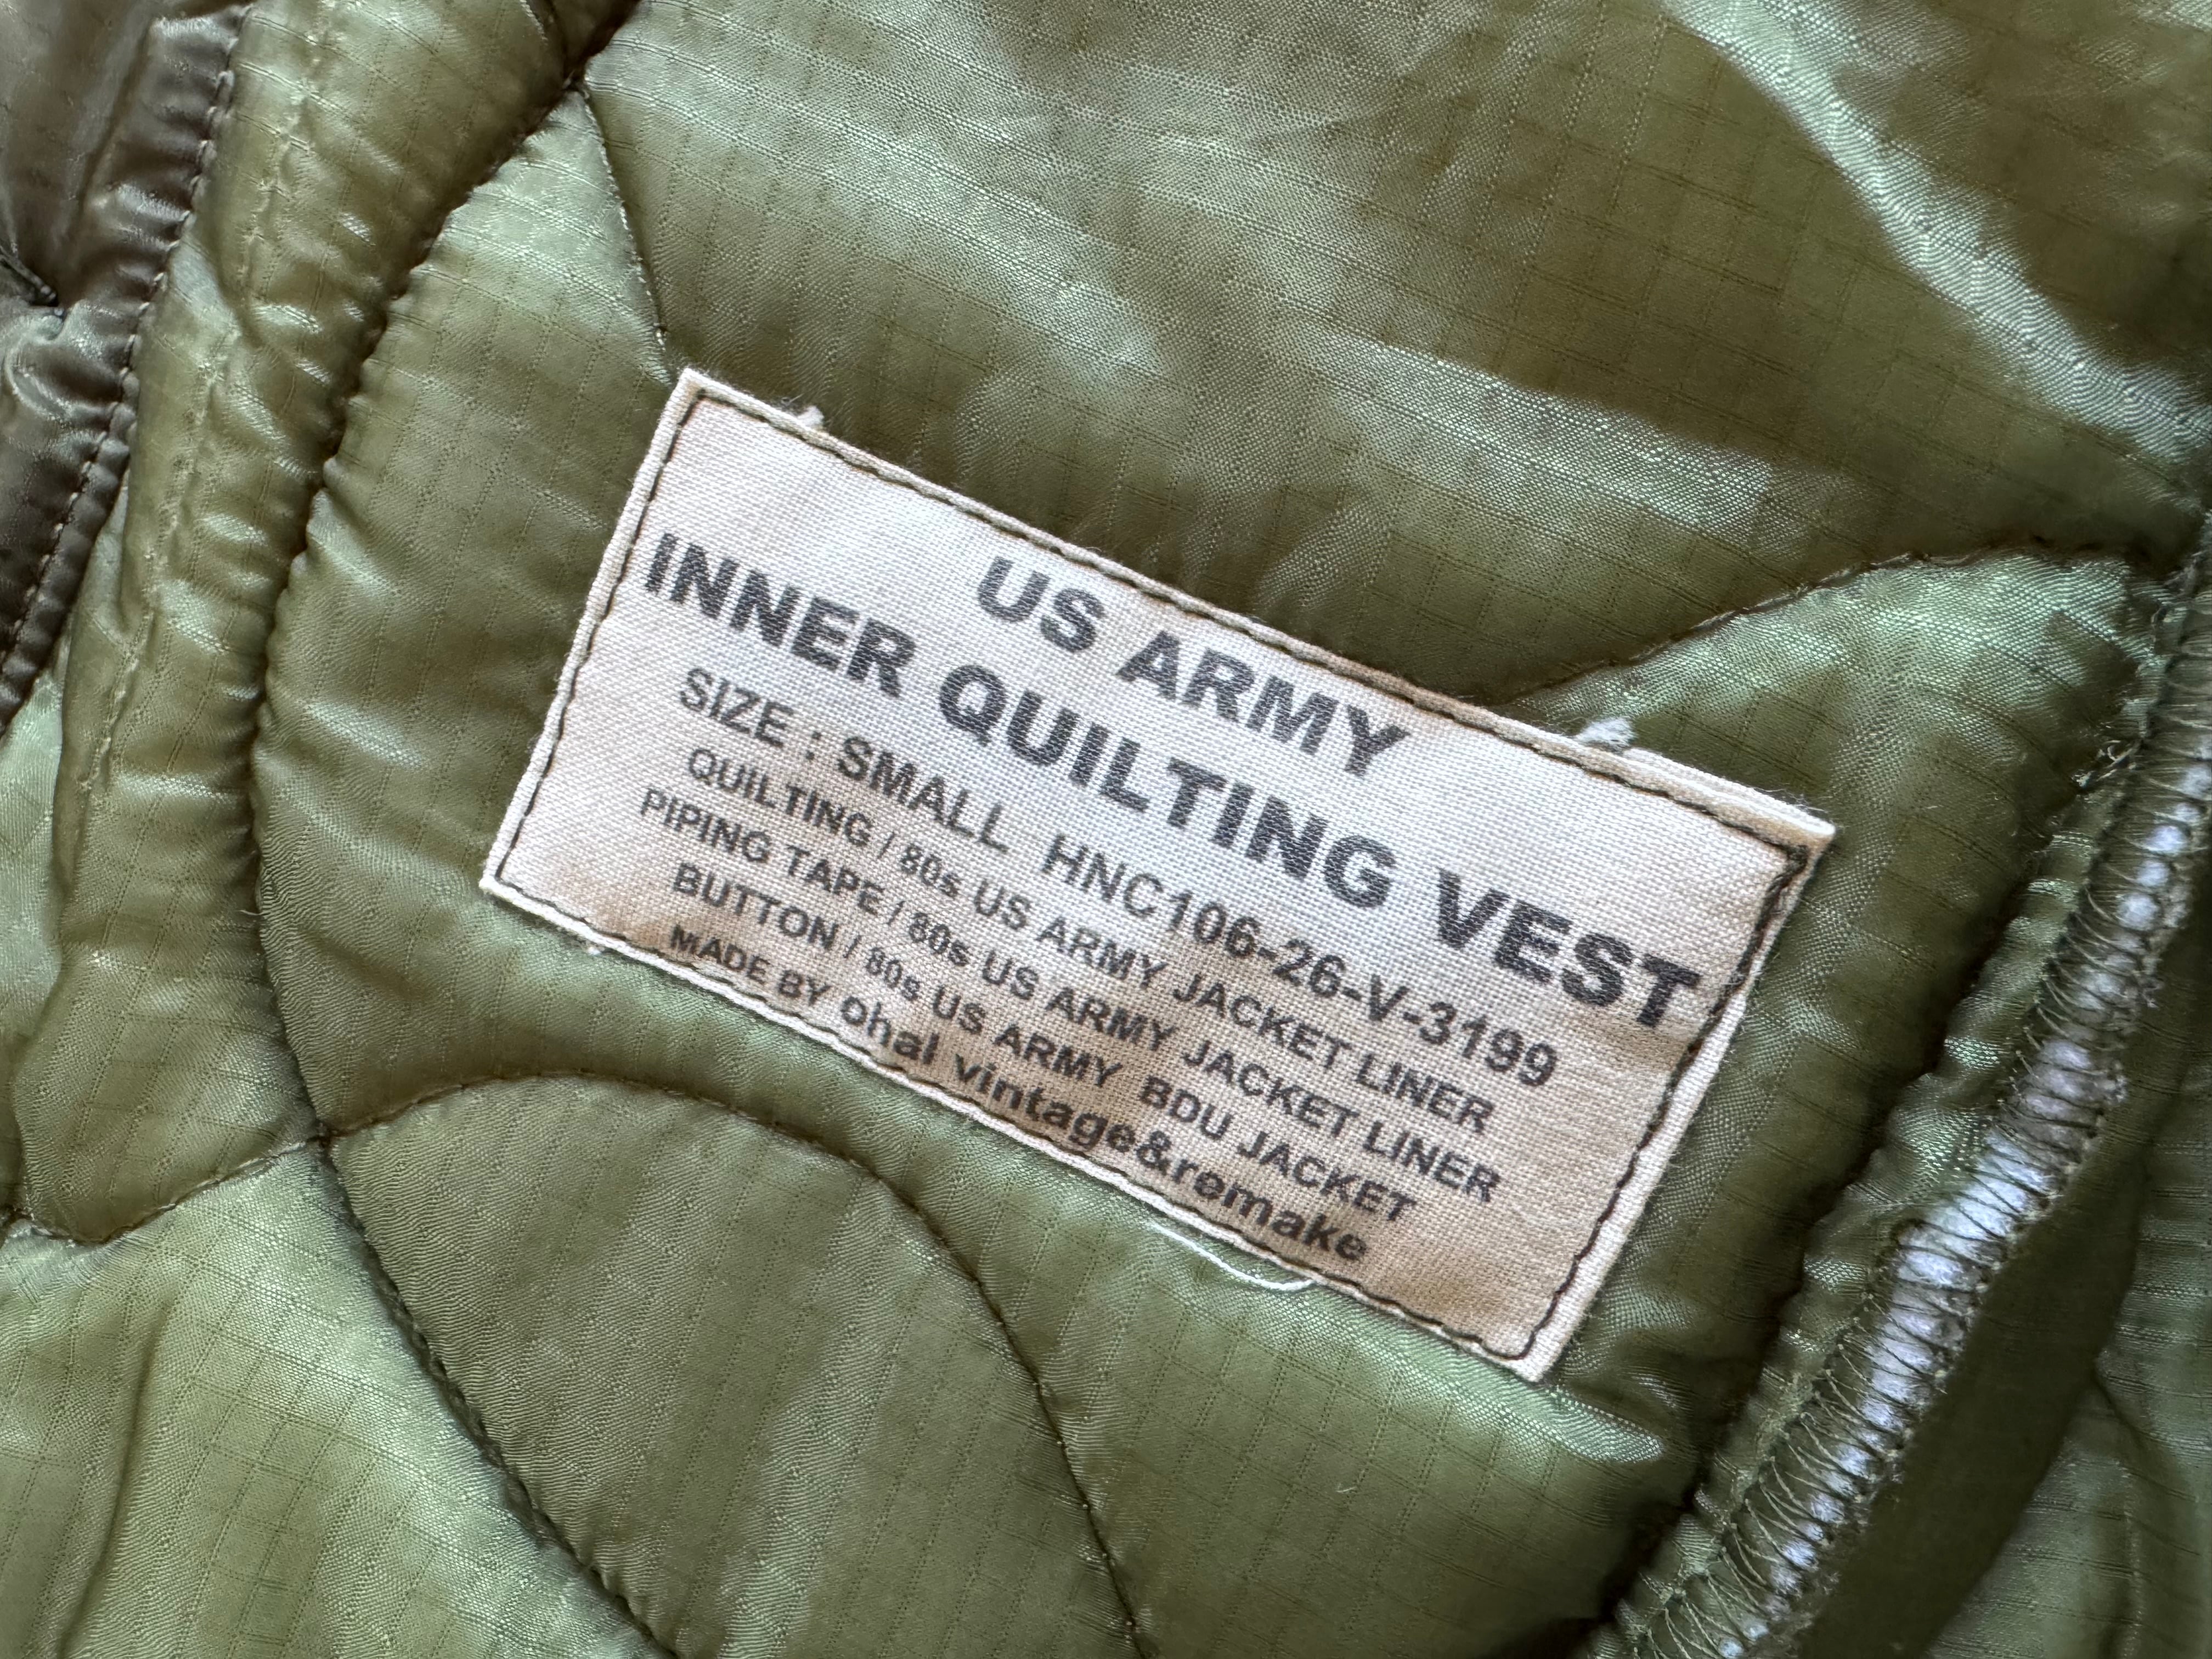 US ARMY
INNER QUILTING VEST
SIZE : SMALL HNC106-26-V-3199
QUILTING / 80s US ARMY JACKET LINER
PIPING TAPE / 80s US ARMY JACKET LINER
BUTTON / 80s US ARMY BDU JACKET
MADE BY ohal vintage&remake